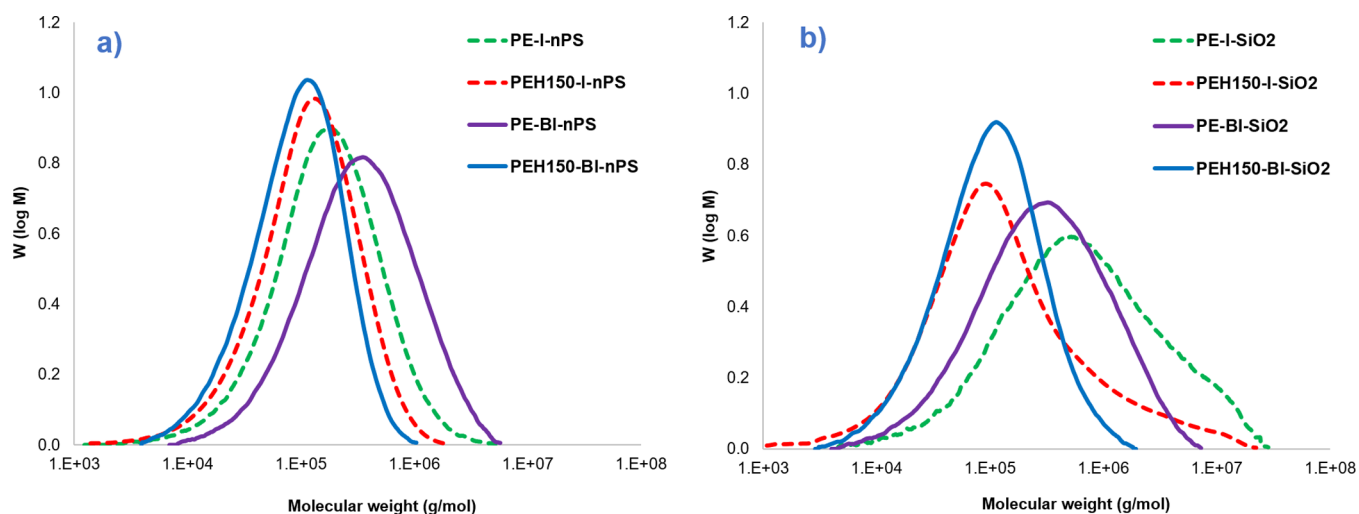 a)
1.2
1.0
0.8
0.6
0.4
0.2
0.0
W (log M)
1.E+03 1.E+04 1.E+05 1.E+06 1.E+07 1.E+08
Molecular weight (g/mol)
PE-I-nPS
PEH150-I-nPS
PE-BI-nPS
PEH150-BI-nPS
b)
1.2
1.0
0.8
0.6
0.4
0.2
0.0
W (log M)
1.E+03 1.E+04 1.E+05 1.E+06 1.E+07 1.E+08
Molecular weight (g/mol)
PE-I-SiO2
PEH150-I-SiO2
PE-BI-SiO2
PEH150-BI-SiO2